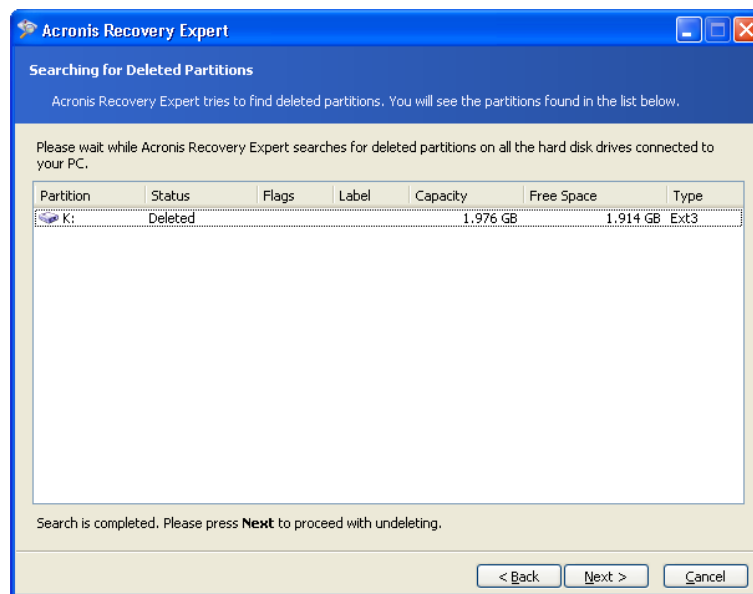 Acronis Recovery Expert
Searching for Deleted Partitions
Acronis Recovery Expert tries to find deleted partitions. You will see the partitions found in the list below.
Please wait while Acronis Recovery Expert searches for deleted partitions on all the hard disk drives connected to
your PC.
Partition Status Flags Label Capacity Free Space Type
K: Deleted 1.976 GB 1.914 GB Ext3
Search is completed. Please press Next to proceed with undeleting.
< Back Next > Cancel